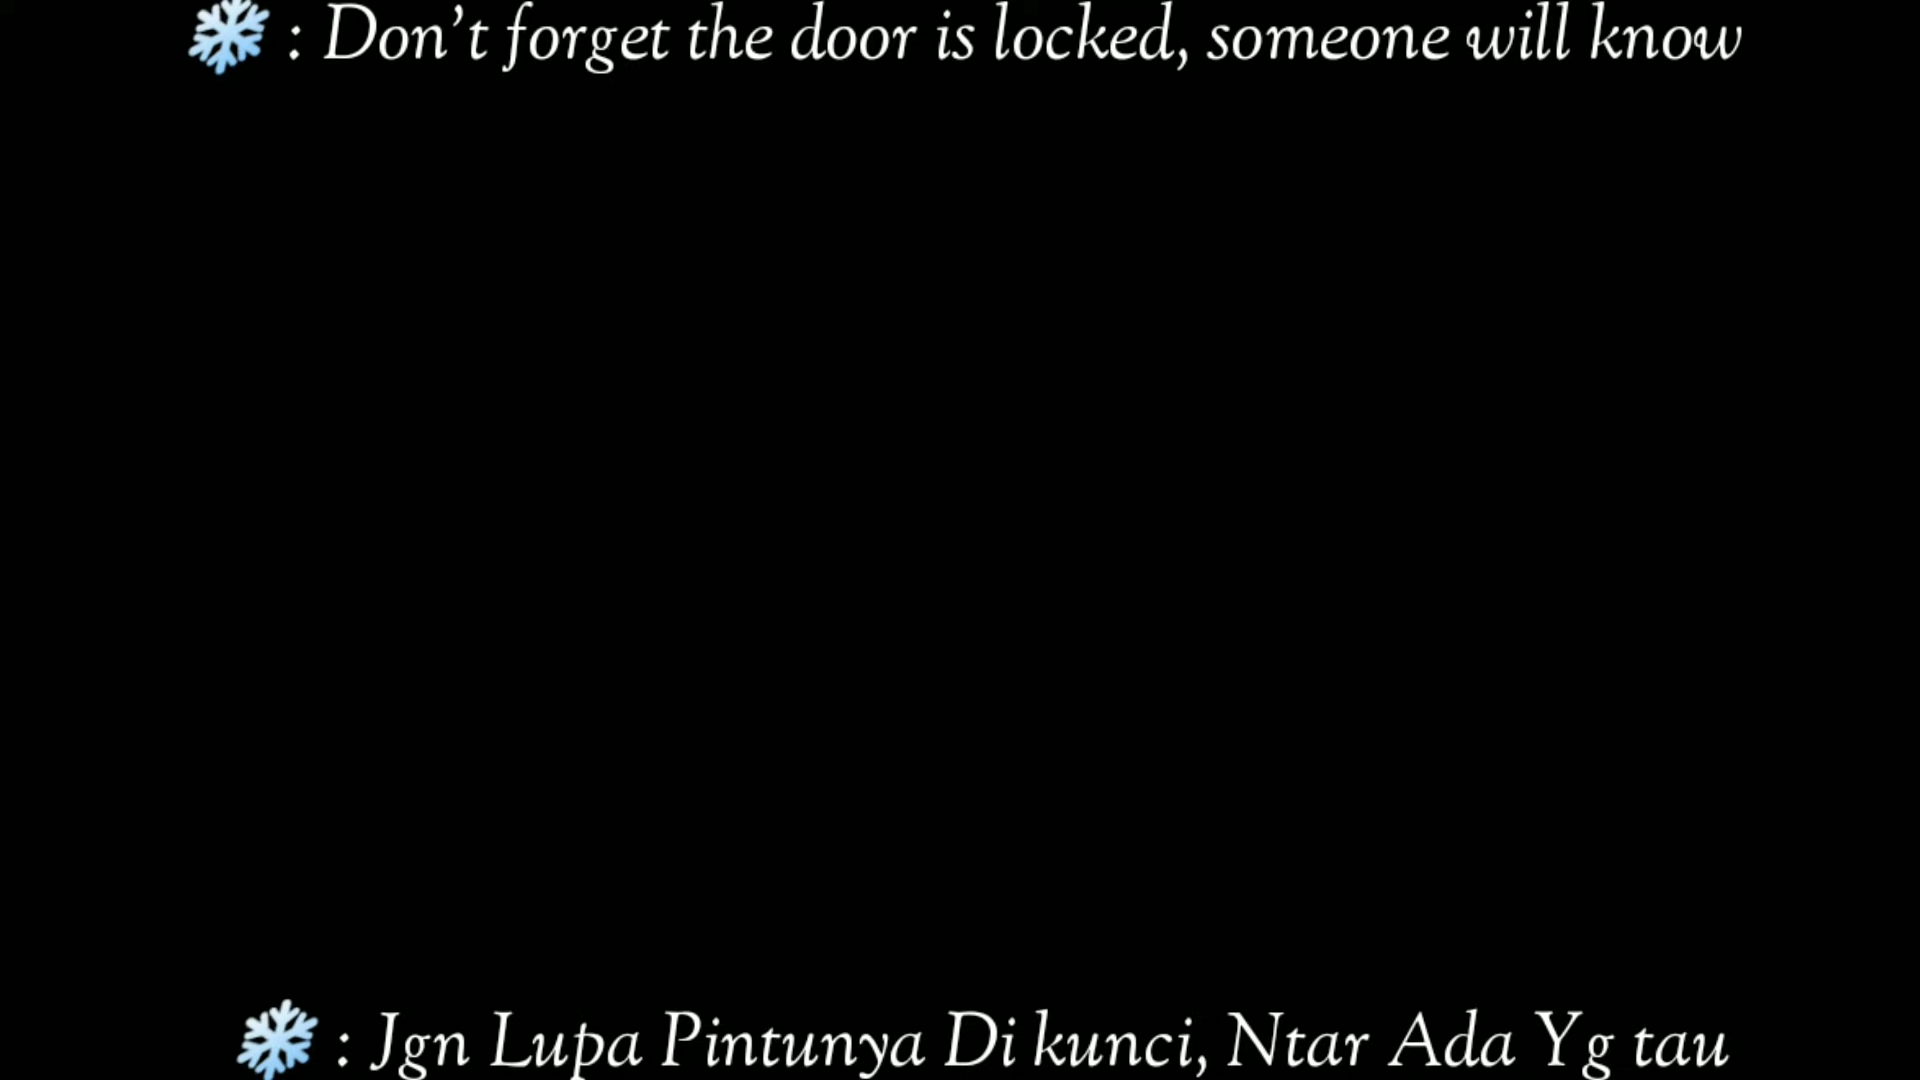 ❄️ : Don't forget the door is locked, someone will know
❄️ : Jgn Lupa Pintunya Di kunci, Ntar Ada Yg tau